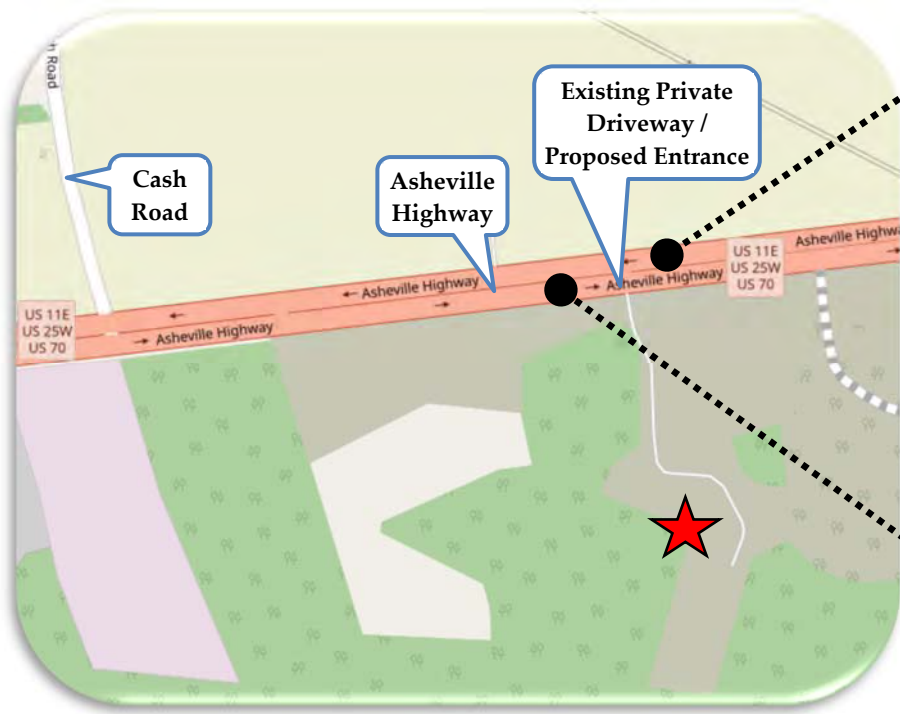 h Road
Existing Private
Driveway /
Proposed Entrance
Cash
Road
Asheville
Highway
Asheville Highwa
US 11E
US 25W
US 70
Asheville Highway
Asheville Highway
US 11E
US 25W
US 70
Asheville Highway